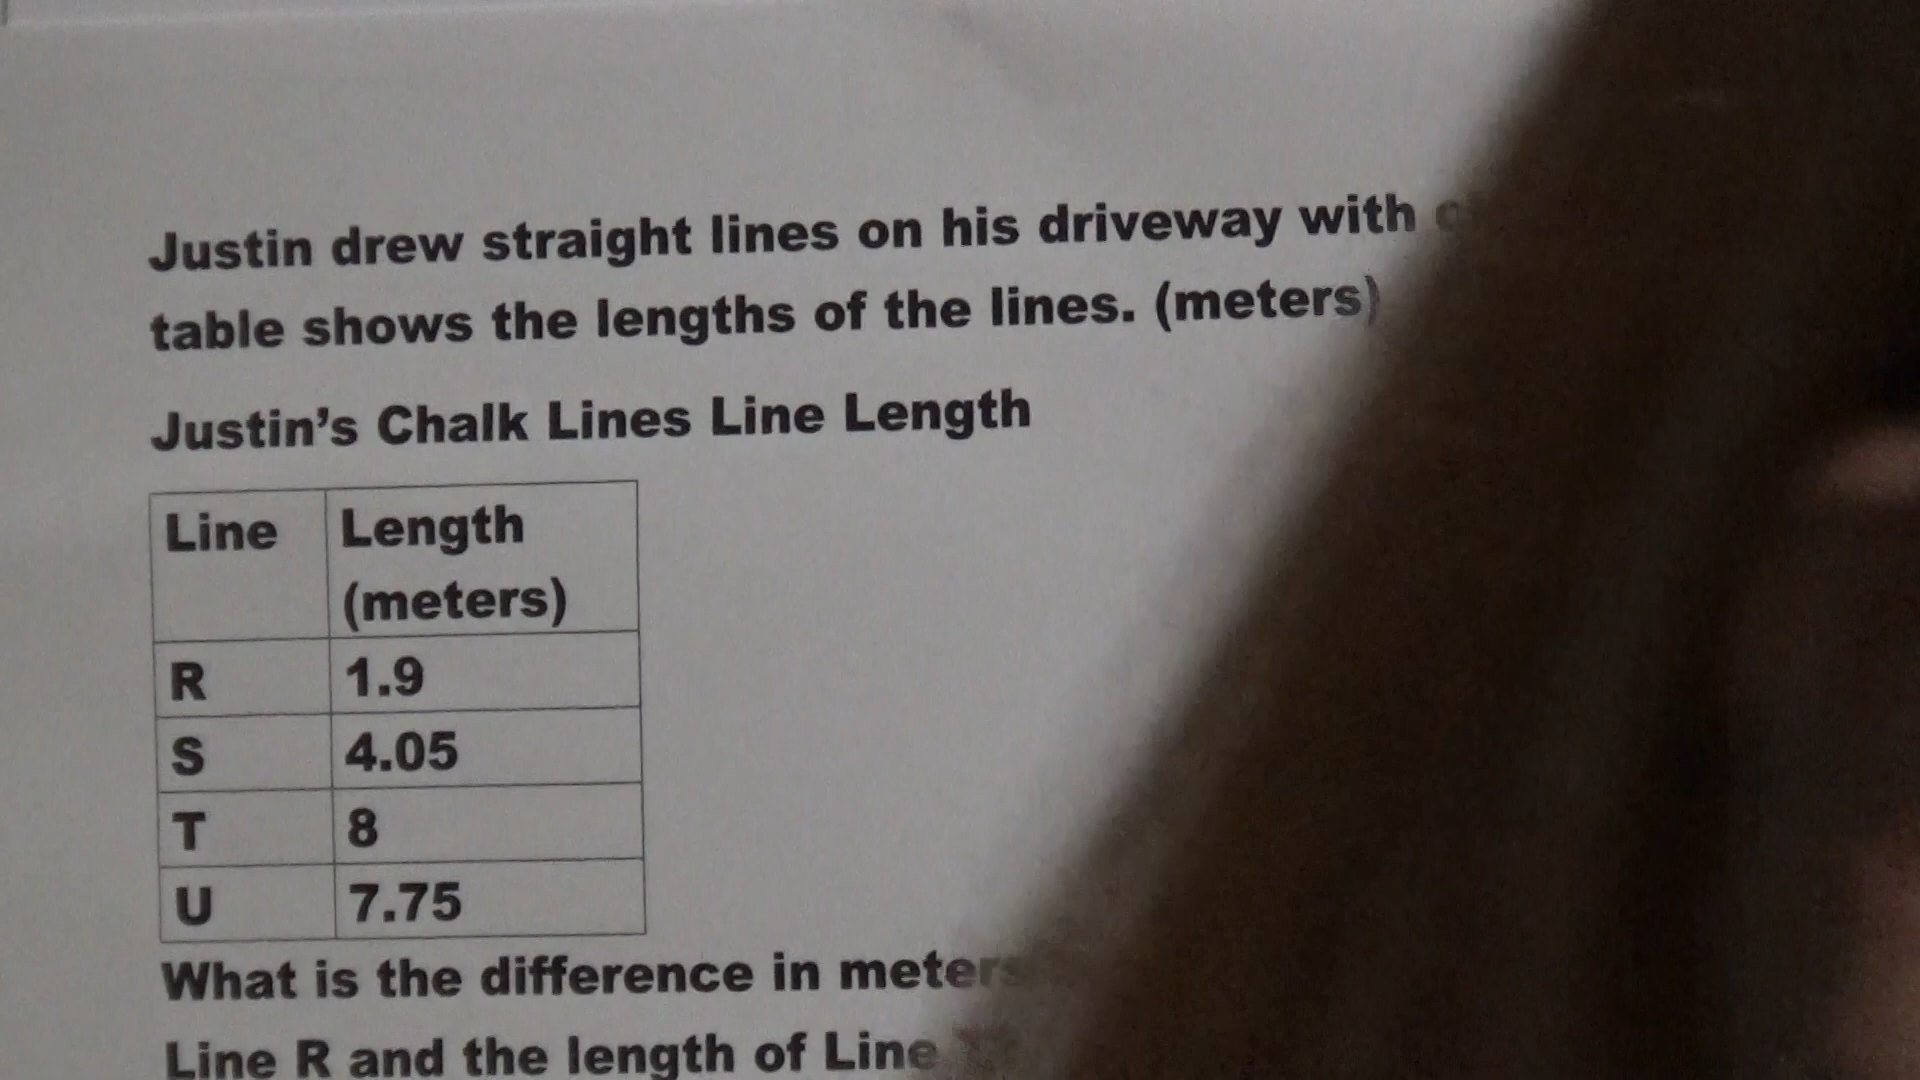 Justin drew straight lines on his driveway with
table shows the lengths of the lines. (meters)
Justin's Chalk Lines Line Length
Line Length
(meters)
R 1.9
S 4.05
T 8
U 7.75
What is the difference in meters
Line R and the length of Line